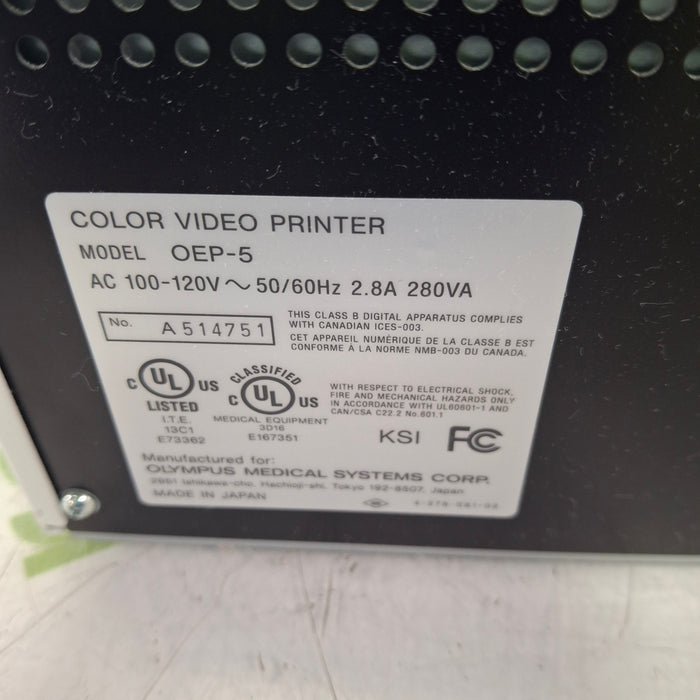 COLOR VIDEO PRINTER
MODEL OEP-5
AC 100-120V ~ 50/60Hz 2.8A 280VA
No. A514751
THIS CLASS B DIGITAL APPARATUS COMPLIES
WITH CANADIAN ICES-003.
CET APPAREIL NUMÉRIQUE DE LA CLASSE B EST
CONFORME A LA NORME NMB-003 DU CANADA.
C UL US
LISTED
I.T.E.
13C1
E73362
CLASSIFIED
C UL US
MEDICAL EQUIPMENT
3D16
E167351
WITH RESPECT TO ELECTRICAL SHOCK,
FIRE AND MECHANICAL HAZARDS ONLY
IN ACCORDANCE WITH UL60601-1 AND
CAN/CSA C22.2 No.601.1
KSI FC
Manufactured for:
OLYMPUS MEDICAL SYSTEMS CORP.
2951 Ishikawa-cho, Hachioji-shi, Tokyo 192-8507, Japan
MADE IN JAPAN